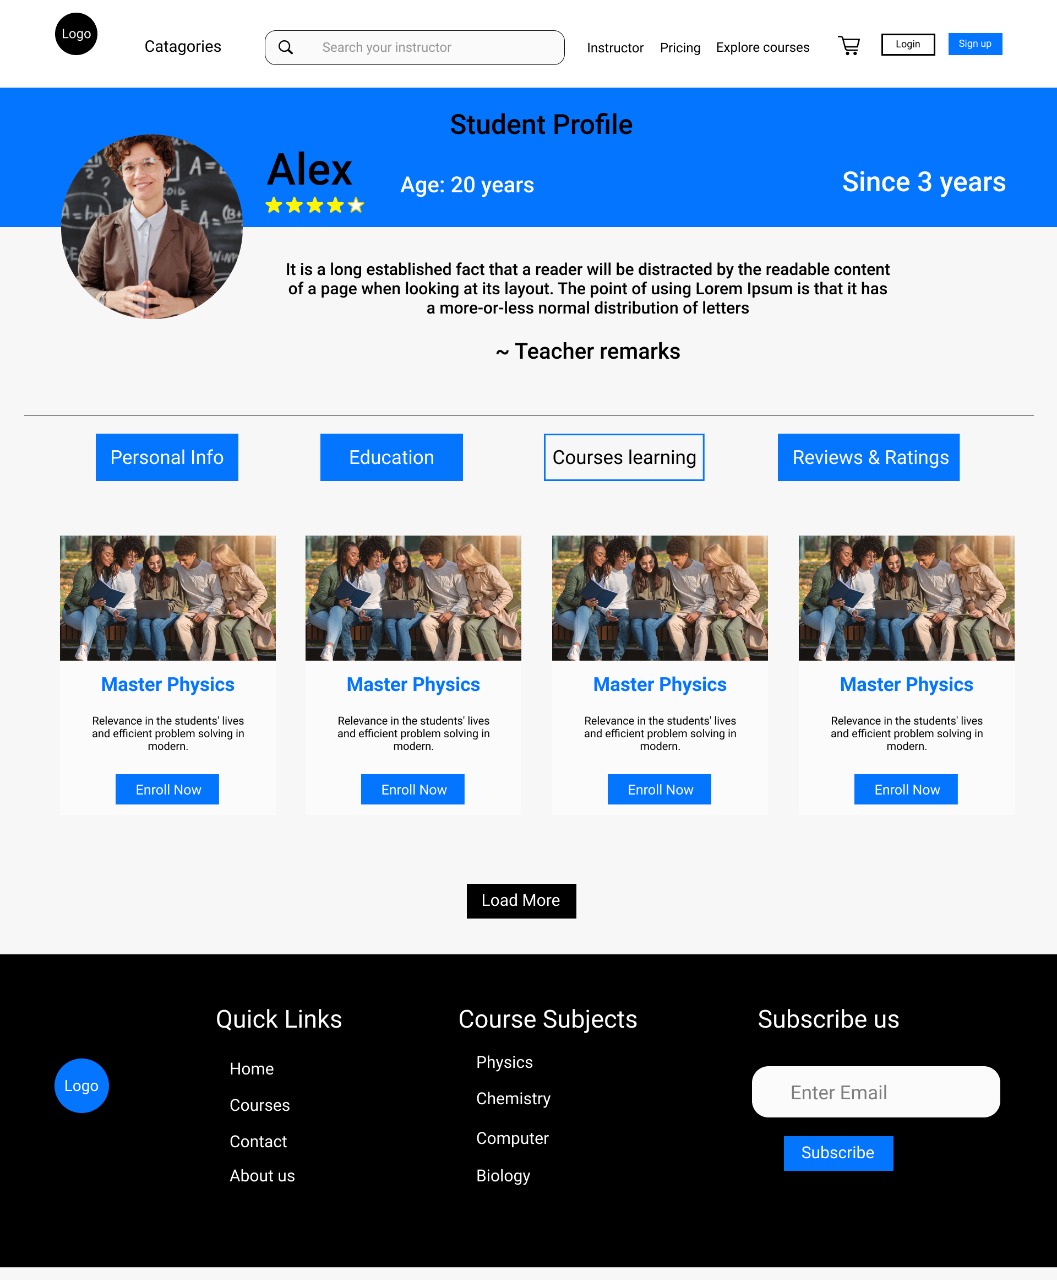 Logo
Catagories
Search your instructor
Instructor
Pricing
Explore courses
Login
Sign up
Student Profile
Alex
Age: 20 years
Since 3 years
It is a long established fact that a reader will be distracted by the readable content
of a page when looking at its layout. The point of using Lorem Ipsum is that it has
a more-or-less normal distribution of letters
~ Teacher remarks
Personal Info
Education
Courses learning
Reviews & Ratings
Master Physics
Relevance in the students' lives
and efficient problem solving in
modern.
Enroll Now
Master Physics
Relevance in the students' lives
and efficient problem solving in
modern.
Enroll Now
Master Physics
Relevance in the students' lives
and efficient problem solving in
modern.
Enroll Now
Master Physics
Relevance in the students' lives
and efficient problem solving in
modern.
Enroll Now
Load More
Logo
Quick Links
Home
Courses
Contact
About us
Course Subjects
Physics
Chemistry
Computer
Biology
Subscribe us
Enter Email
Subscribe